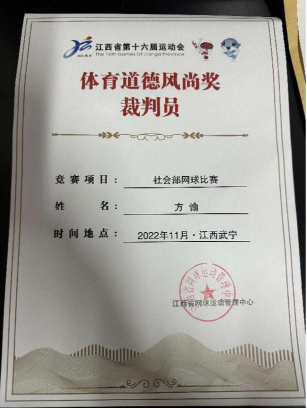 江西省第十六届运动会
The 16th Games Of Jiangxi Province
体育道德风尚奖
裁判员
竞赛项目： 社会部网球比赛
姓名： 方渝
时间地点： 2022年11月·江西武宁
江西省网球运动管理中心